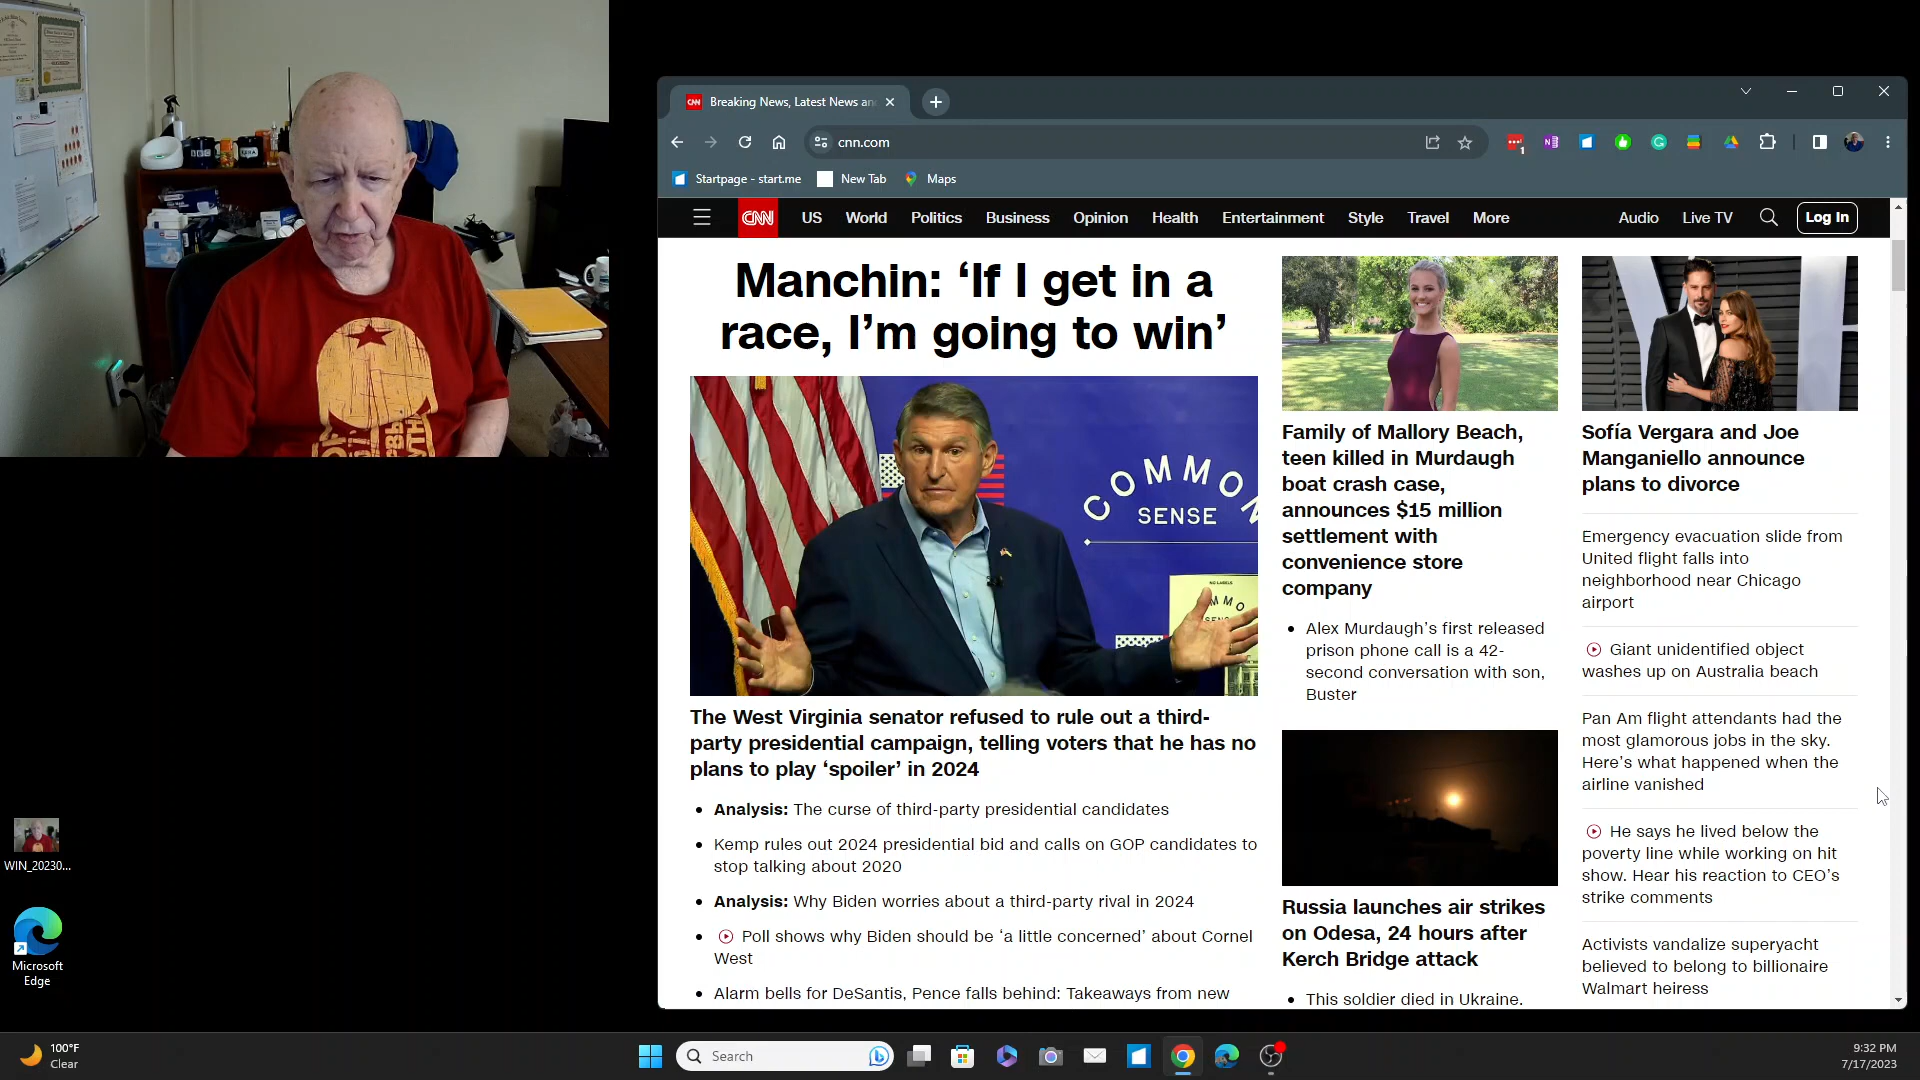 Breaking News, Latest News an
cnn.com
1
Startpage - start.me
New Tab
Maps
CNN
US
World
Politics
Business
Opinion
Health
Entertainment
Style
Travel
More
Audio
Live TV
Log In
Manchin: ‘If I get in a
race, I’m going to win’
COMMON
SENSE
NO LABELS
The West Virginia senator refused to rule out a third-
party presidential campaign, telling voters that he has no
plans to play ‘spoiler’ in 2024
Analysis: The curse of third-party presidential candidates
Kemp rules out 2024 presidential bid and calls on GOP candidates to
stop talking about 2020
Analysis: Why Biden worries about a third-party rival in 2024
Poll shows why Biden should be ‘a little concerned’ about Cornel
West
Alarm bells for DeSantis, Pence falls behind: Takeaways from new
Family of Mallory Beach,
teen killed in Murdaugh
boat crash case,
announces $15 million
settlement with
convenience store
company
Alex Murdaugh’s first released
prison phone call is a 42-
second conversation with son,
Buster
Russia launches air strikes
on Odesa, 24 hours after
Kerch Bridge attack
This soldier died in Ukraine.
Sofía Vergara and Joe
Manganiello announce
plans to divorce
Emergency evacuation slide from
United flight falls into
neighborhood near Chicago
airport
Giant unidentified object
washes up on Australia beach
Pan Am flight attendants had the
most glamorous jobs in the sky.
Here’s what happened when the
airline vanished
He says he lived below the
poverty line while working on hit
show. Hear his reaction to CEO’s
strike comments
Activists vandalize superyacht
believed to belong to billionaire
Walmart heiress
WIN_20230...
Microsoft
Edge
100°F
Clear
Search
9:32 PM
7/17/2023